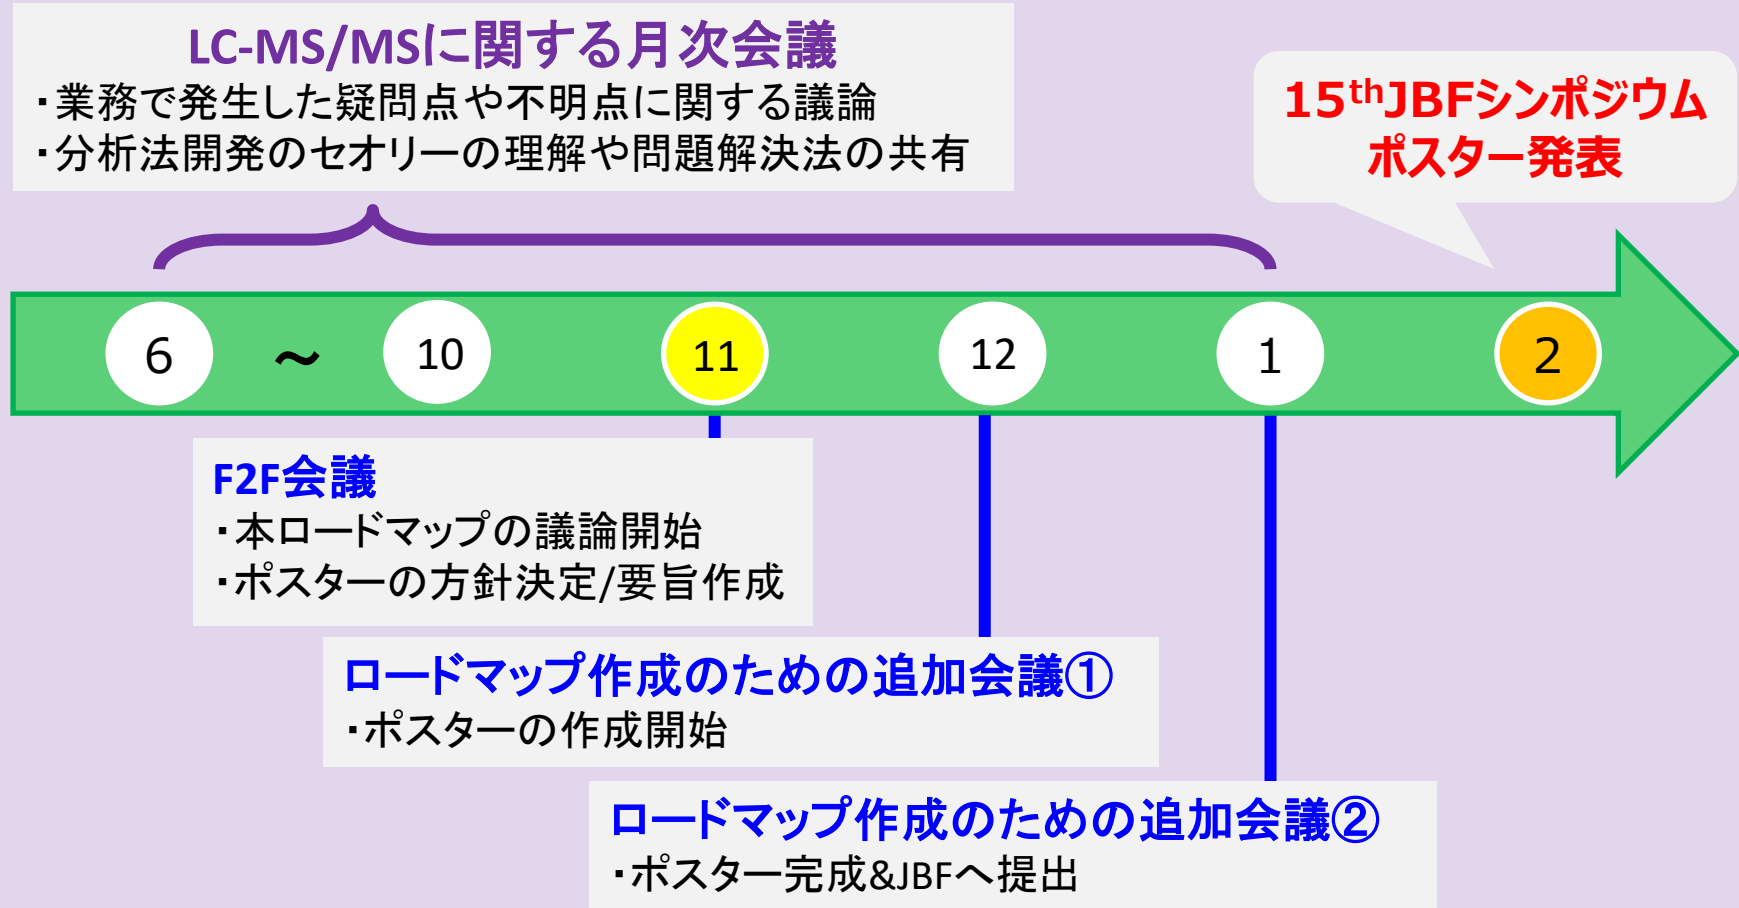 LC-MS/MSに関する月次会議
・業務で発生した疑問点や不明点に関する議論
・分析法開発のセオリーの理解や問題解決法の共有
15thJBFシンポジウム
ポスター発表
6 ～ 10 11 12 1 2
F2F会議
・本ロードマップの議論開始
・ポスターの方針決定/要旨作成
ロードマップ作成のための追加会議①
・ポスターの作成開始
ロードマップ作成のための追加会議②
・ポスター完成&JBFへ提出